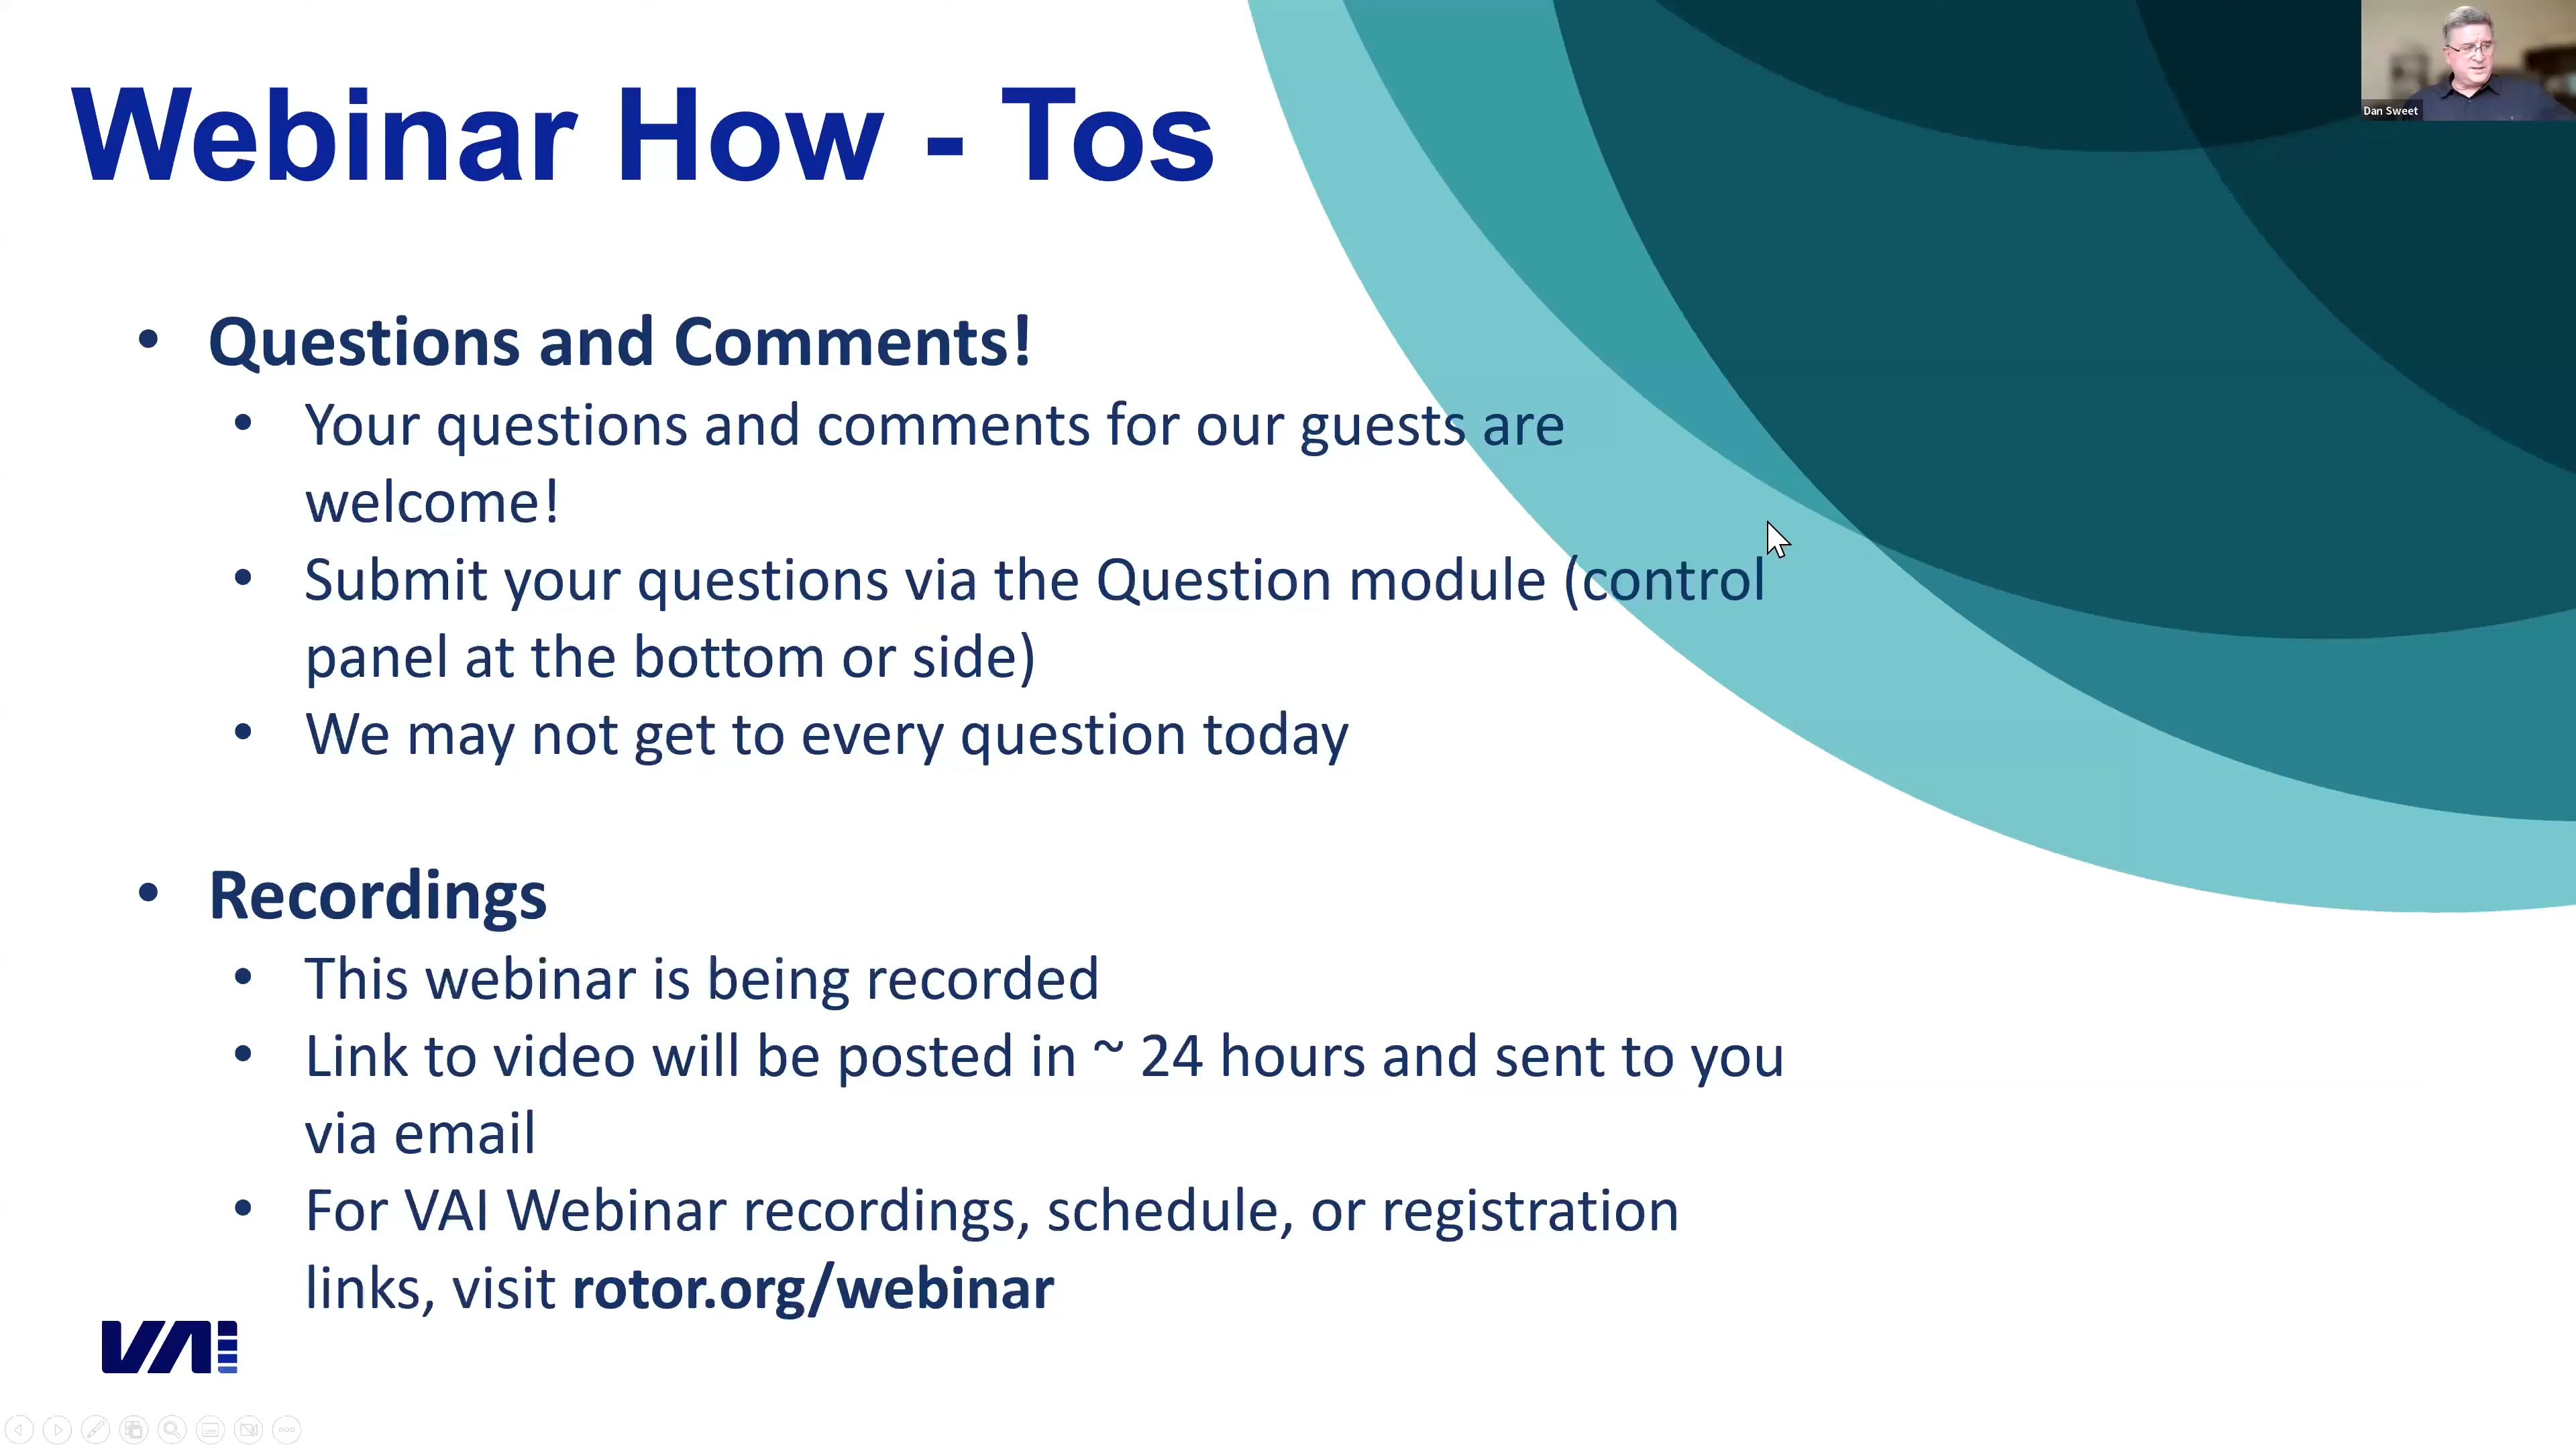 Webinar How - Tos
Dan Sweet
• Questions and Comments!
• Your questions and comments for our guests are
welcome!
• Submit your questions via the Question module (control
panel at the bottom or side)
• We may not get to every question today
• Recordings
• This webinar is being recorded
• Link to video will be posted in ~ 24 hours and sent to you
via email
• For VAI Webinar recordings, schedule, or registration
links, visit rotor.org/webinar
VAI